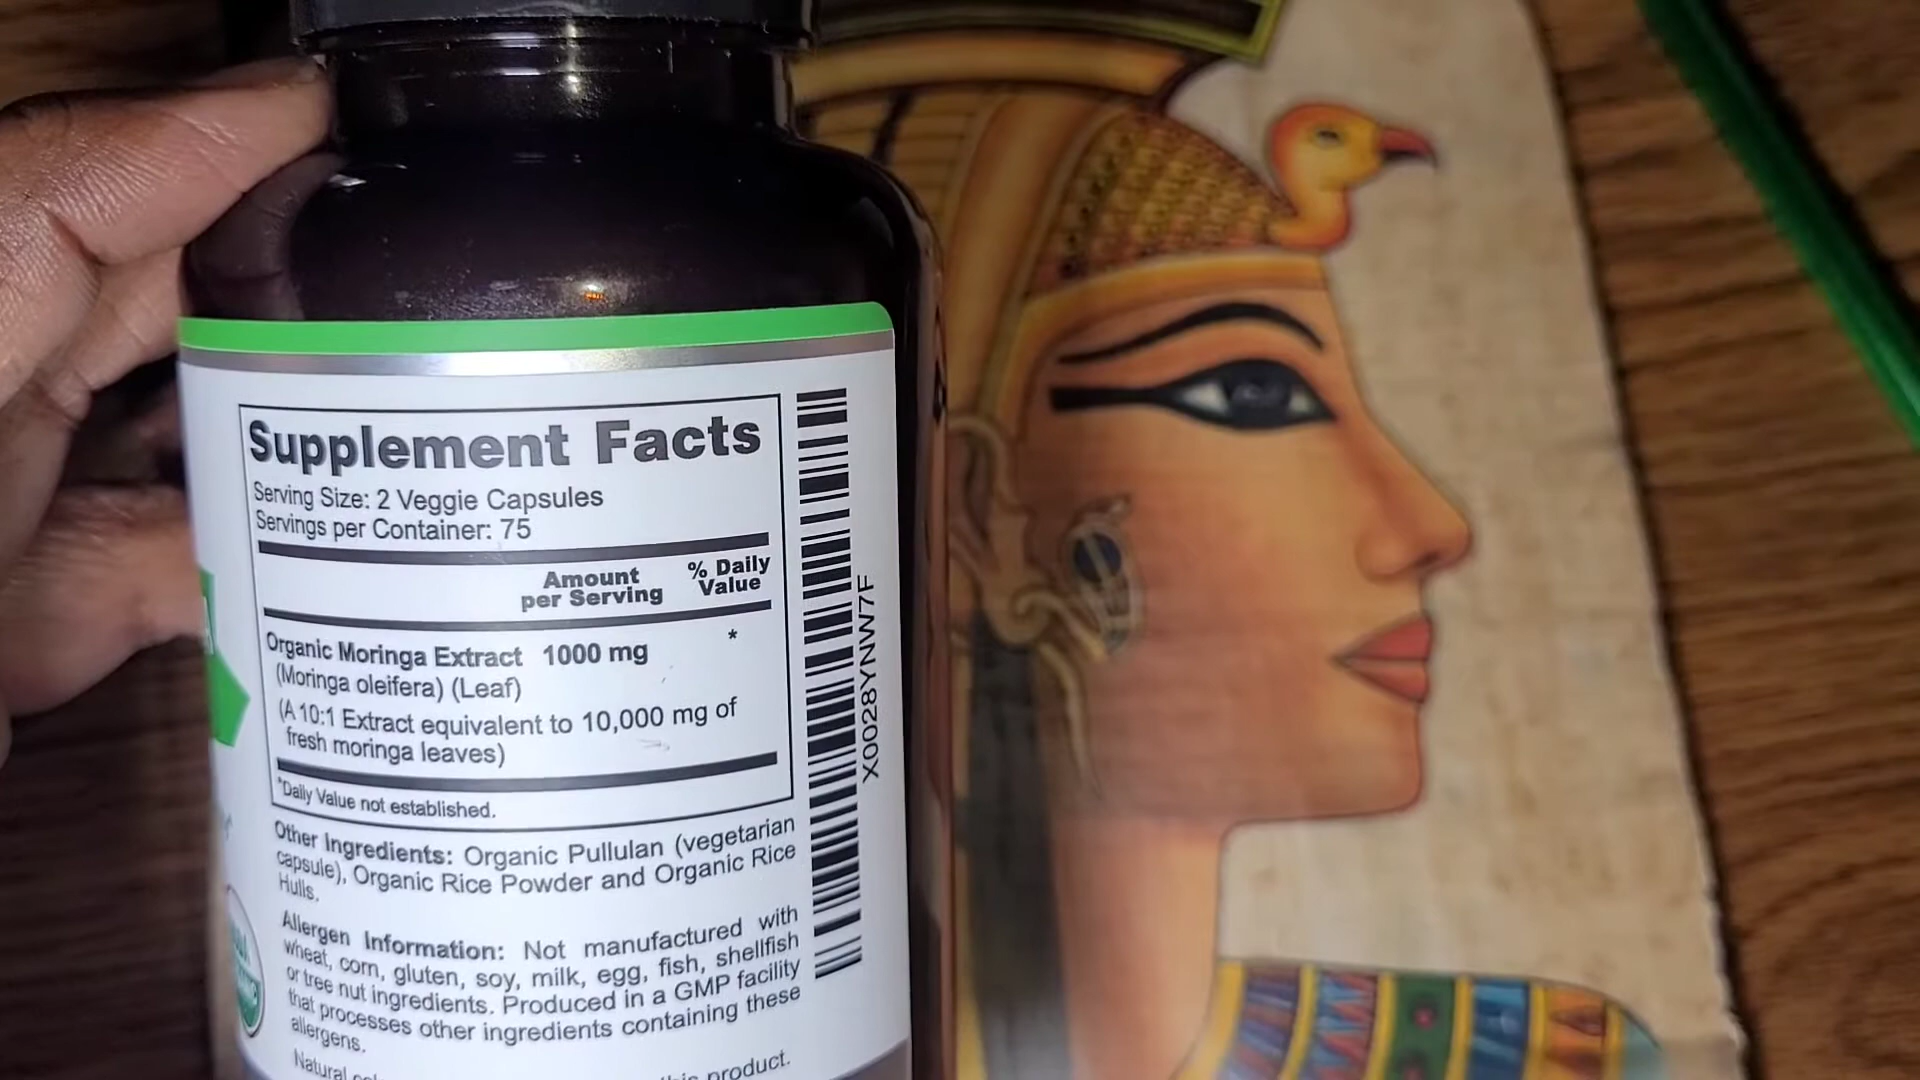 Supplement Facts
Serving Size: 2 Veggie Capsules
Servings per Container: 75
Amount per Serving
% Daily Value
Organic Moringa Extract 1000 mg *
(Moringa oleifera) (Leaf)
(A 10:1 Extract equivalent to 10,000 mg of
fresh moringa leaves)
*Daily Value not established.
Other Ingredients: Organic Pullulan (vegetarian
capsule), Organic Rice Powder and Organic Rice
Hulls.
Allergen Information: Not manufactured with
wheat, corn, gluten, soy, milk, egg, fish, shellfish
or tree nut ingredients. Produced in a GMP facility
that processes other ingredients containing these
allergens.
Natural
product.
X0028YNW7F